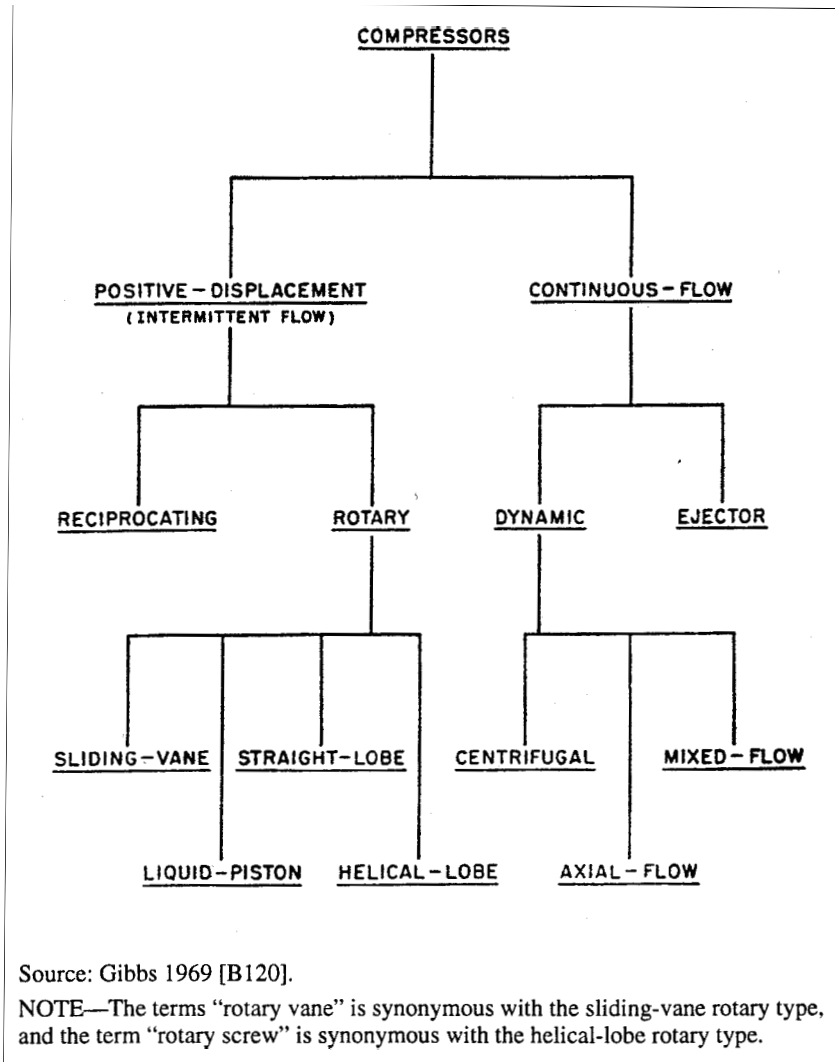 COMPRESSORS
POSITIVE-DISPLACEMENT
(INTERMITTENT FLOW)
CONTINUOUS-FLOW
RECIPROCATING
ROTARY
DYNAMIC
EJECTOR
SLIDING-VANE
STRAIGHT-LOBE
CENTRIFUGAL
MIXED-FLOW
LIQUID-PISTON
HELICAL-LOBE
AXIAL-FLOW
Source: Gibbs 1969 [B120].
NOTE—The terms “rotary vane” is synonymous with the sliding-vane rotary type,
and the term “rotary screw” is synonymous with the helical-lobe rotary type.